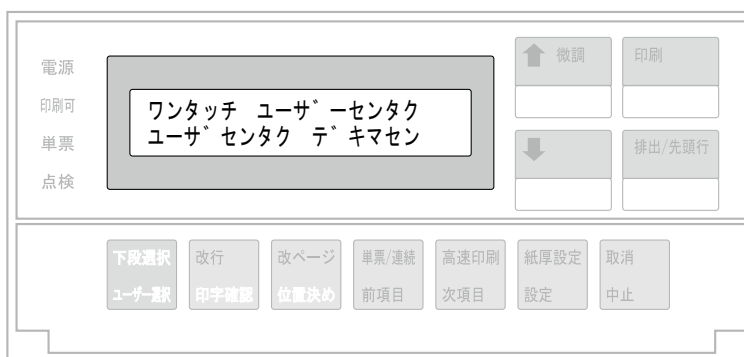 電源
印刷可
単票
点検
ワンタッチ ユーザーセンタク
ユーザセンタク デキマセン
微調
印刷
排出/先頭行
下段選択
ユーザー選択
改行
印字確認
改ページ
位置決め
単票/連続
前項目
高速印刷
次項目
紙厚設定
設定
取消
中止